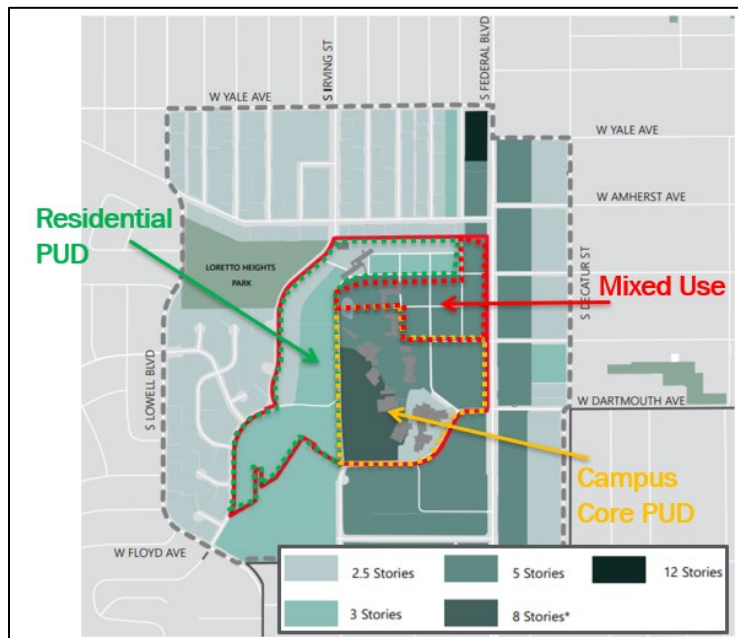 S IRVING ST
S FEDERAL BLVD
W YALE AVE
W YALE AVE
W AMHERST AVE
Residential
PUD
LORETTO HEIGHTS
PARK
Mixed Use
S DECATUR ST
S LOWELL BLVD
W DARTMOUTH AVE
Campus
Core PUD
W FLOYD AVE
2.5 Stories
5 Stories
12 Stories
3 Stories
8 Stories*